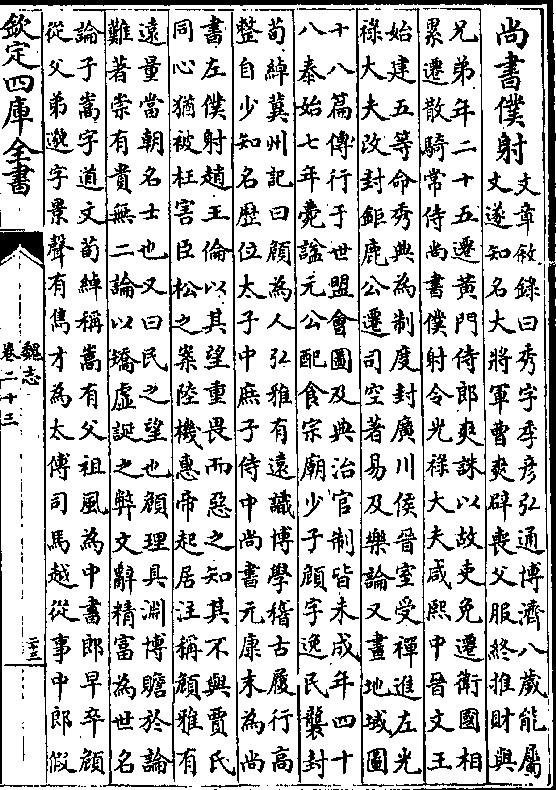 尚書僕射
文章敘録曰秀字季彦弘通博濟八歲能屬
文遂知名大將軍曹爽辟喪父服終推財與
兄弟年二十五遷黃門侍郎爽誅以故吏免遷衛國相
累遷散騎常侍尚書僕射令光祿大夫咸熙中晉文王
始建五等命秀典為制度封廣川侯晉室受禪進左光
祿大夫改封鉅鹿公遷司空著易及樂論又畫地域圖
十八篇傳行于世盟會圖及典治官制皆未成年四十
八泰始七年薨諡元公配食宗廟少子頠字逸民襲封
荀綽冀州記曰頠為人弘雅有遠識博學稽古履行高
整自少知名歷位太子中庶子侍中尚書元康末為尚
書左僕射趙王倫以其望重畏而惡之知其不與賈氏
同心猶被枉害臣松之案陸機惠帝起居注稱頠雅有
遠量當朝名士也又曰民之望也頠理具淵博贍於論
難著崇有貴無二論以矯虛誕之弊文辭精富為世名
論子嵩字道文荀綽稱嵩有父祖風為中書郎早卒頠
從父弟邈字景聲有雋才為太傅司馬越從事中郎假
欽定四庫全書
魏志
卷二十三